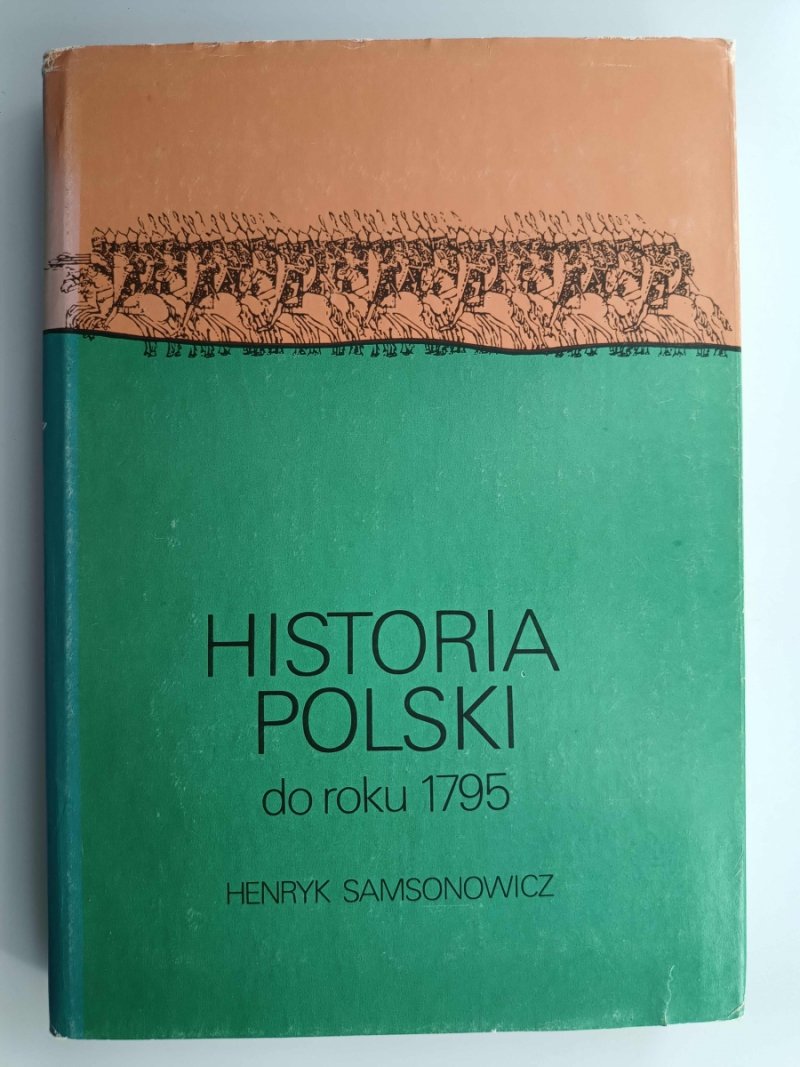 HISTORIA
POLSKI
do roku 1795
HENRYK SAMSONOWICZ